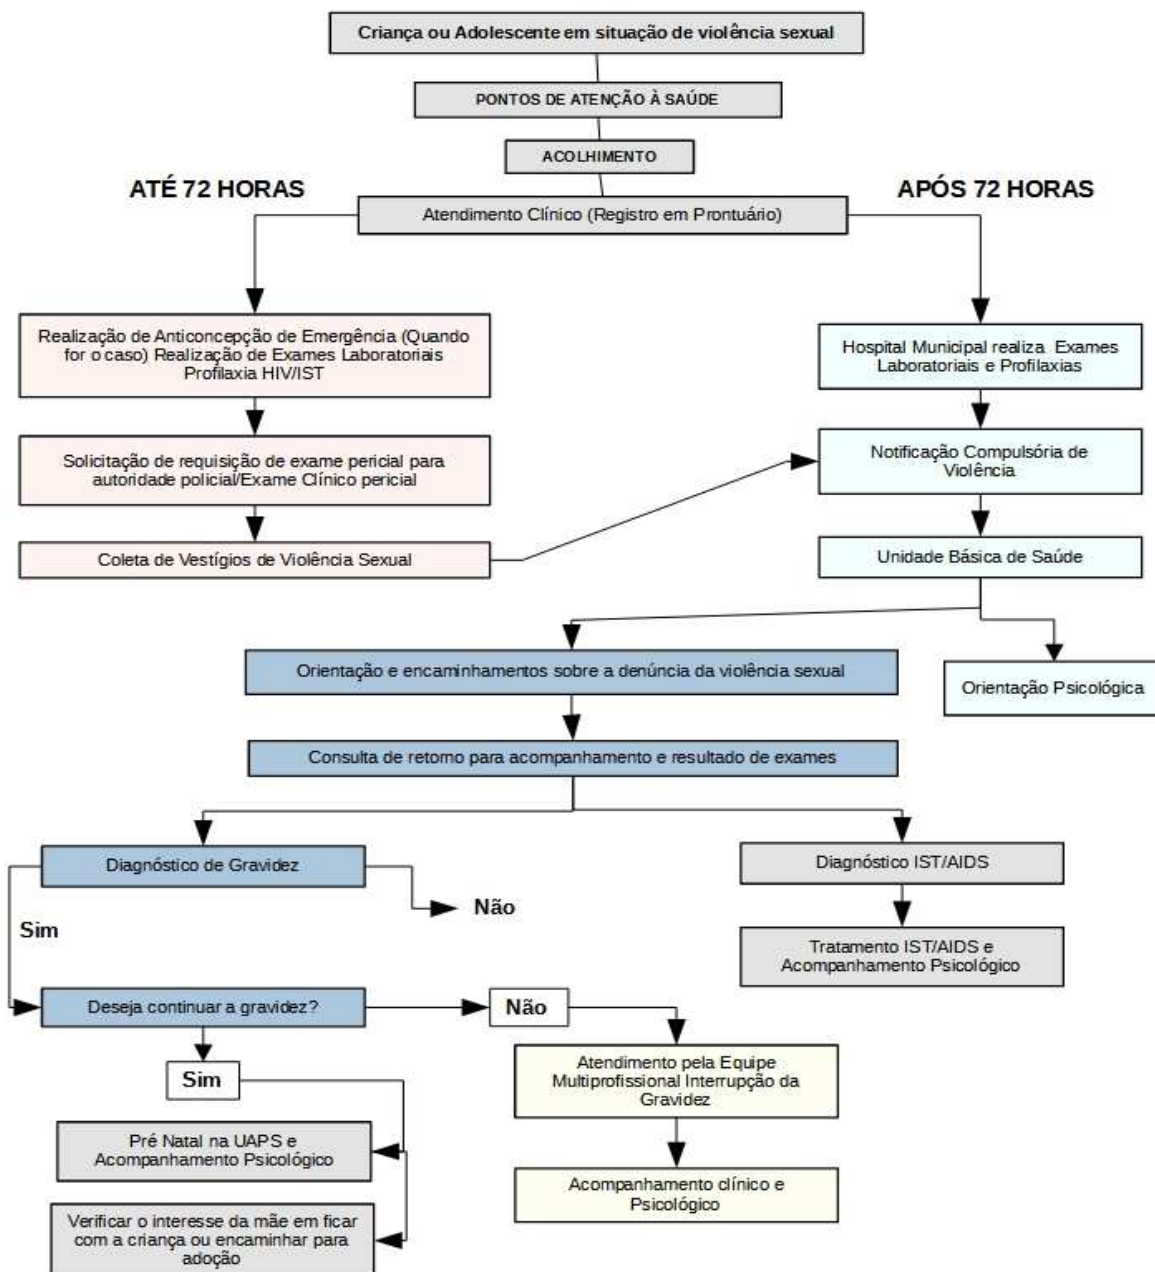 Criança ou Adolescente em situação de violência sexual
PONTOS DE ATENÇÃO À SAÚDE
ACOLHIMENTO
ATÉ 72 HORAS
APÓS 72 HORAS
Atendimento Clínico (Registro em Prontuário)
Realização de Anticoncepção de Emergência (Quando
for o caso) Realização de Exames Laboratoriais
Profilaxia HIV/IST
Solicitação de requisição de exame pericial para
autoridade policial/Exame Clínico pericial
Coleta de Vestígios de Violência Sexual
Hospital Municipal realiza Exames
Laboratoriais e Profilaxias
Notificação Compulsória de
Violência
Unidade Básica de Saúde
Orientação e encaminhamentos sobre a denúncia da violência sexual
Orientação Psicológica
Consulta de retorno para acompanhamento e resultado de exames
Diagnóstico de Gravidez
Não
Sim
Diagnóstico IST/AIDS
Tratamento IST/AIDS e
Acompanhamento Psicológico
Deseja continuar a gravidez?
Não
Sim
Atendimento pela Equipe
Multiprofissional Interrupção da
Gravidez
Acompanhamento clínico e
Psicológico
Pré Natal na UAPS e
Acompanhamento Psicológico
Verificar o interesse da mãe em ficar
com a criança ou encaminhar para
adoção